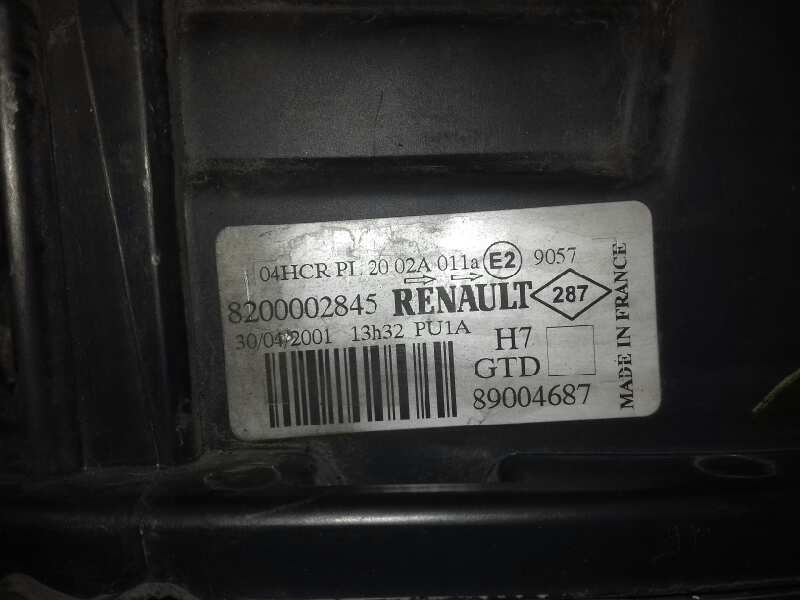 04HCR PL 20 02A 011a E2 9057
8200002845 RENAULT 287
30/04/2001 13h32 PU1A
H7
GTD
89004687
MADE IN FRANCE